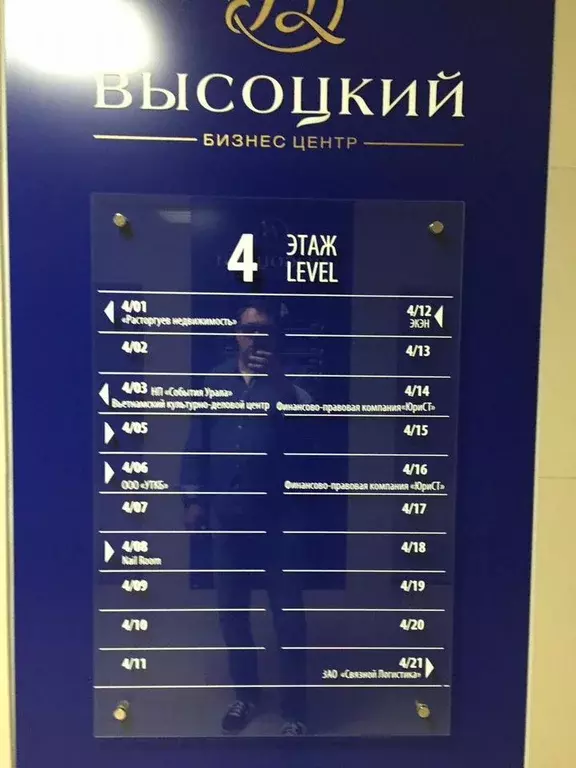 ВЫСОЦКИЙ
БИЗНЕС ЦЕНТР
4 ЭТАЖ
LEVEL
4/01
«Расторгуев недвижимость»
4/02
4/03 НП «События Урала»
Вьетнамский культурно-деловой центр
4/05
4/06
ООО «УТКБ»
4/07
4/08
Nail Room
4/09
4/10
4/11
4/12
ЭКЭН
4/13
4/14
Финансово-правовая компания«ЮриСТ»
4/15
4/16
Финансово-правовая компания «ЮриСТ»
4/17
4/18
4/19
4/20
4/21
ЗАО «Связной Логистика»